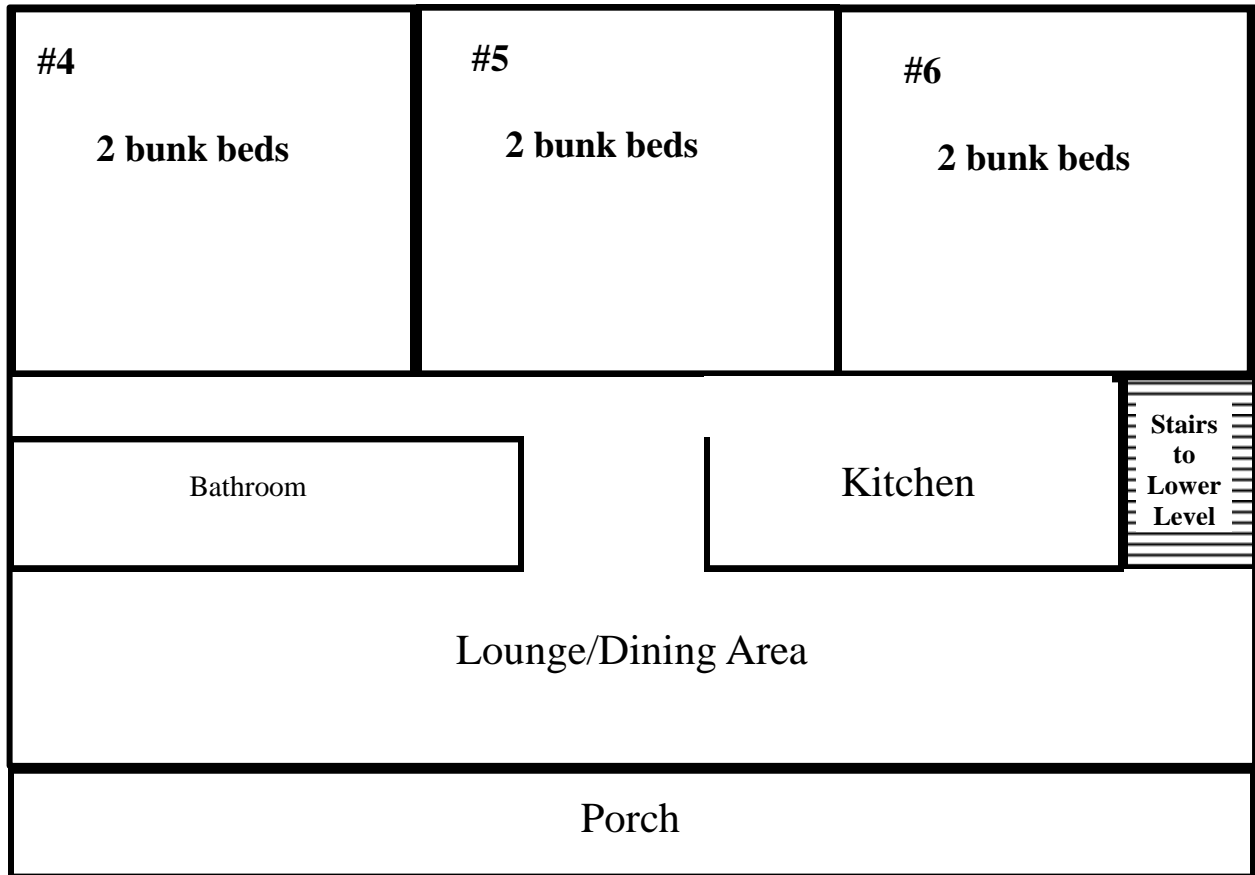 #4
2 bunk beds
#5
2 bunk beds
#6
2 bunk beds
Bathroom
Kitchen
Stairs
to
Lower
Level
Lounge/Dining Area
Porch